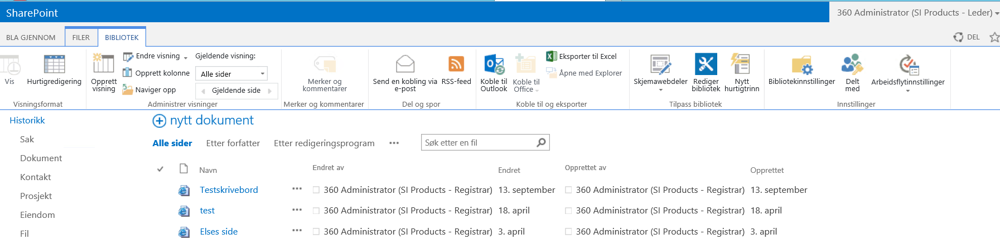 SharePoint
360 Administrator (SI Products - Leder)
BLA GJENNOM FILER BIBLIOTEK
DEL
Vis
Hurtigredigering
Visningsformat
Opprett
visning
Endre visning
Opprett kolonne
Naviger opp
Gjeldende visning:
Alle sider
Gjeldende side
Administrer visninger
Merker og
kommentarer
Merker og kommentarer
Send en kobling via
e-post
RSS-feed
Del og spor
Koble til
Outlook
Koble til
Office
Eksporter til Excel
Åpne med Explorer
Koble til og eksporter
Skjemawebdeler
Rediger
bibliotek
Nytt
hurtigtrinn
Tilpass bibliotek
Bibliotekinnstillinger
Delt
med
Arbeidsflytinnstillinger
Innstillinger
Historikk
Sak
Dokument
Kontakt
Prosjekt
Eiendom
Fil
nytt dokument
Alle sider Etter forfatter Etter redigeringsprogram ••• Søk etter en fil
Navn Endret av Endret Opprettet av Opprettet
Testskrivebord ••• 360 Administrator (SI Products - Registrar) 13. september 360 Administrator (SI Products - Registrar) 13. september
test ••• 360 Administrator (SI Products - Registrar) 18. april 360 Administrator (SI Products - Registrar) 18. april
Elses side ••• 360 Administrator (SI Products - Registrar) 3. april 360 Administrator (SI Products - Registrar) 3. april